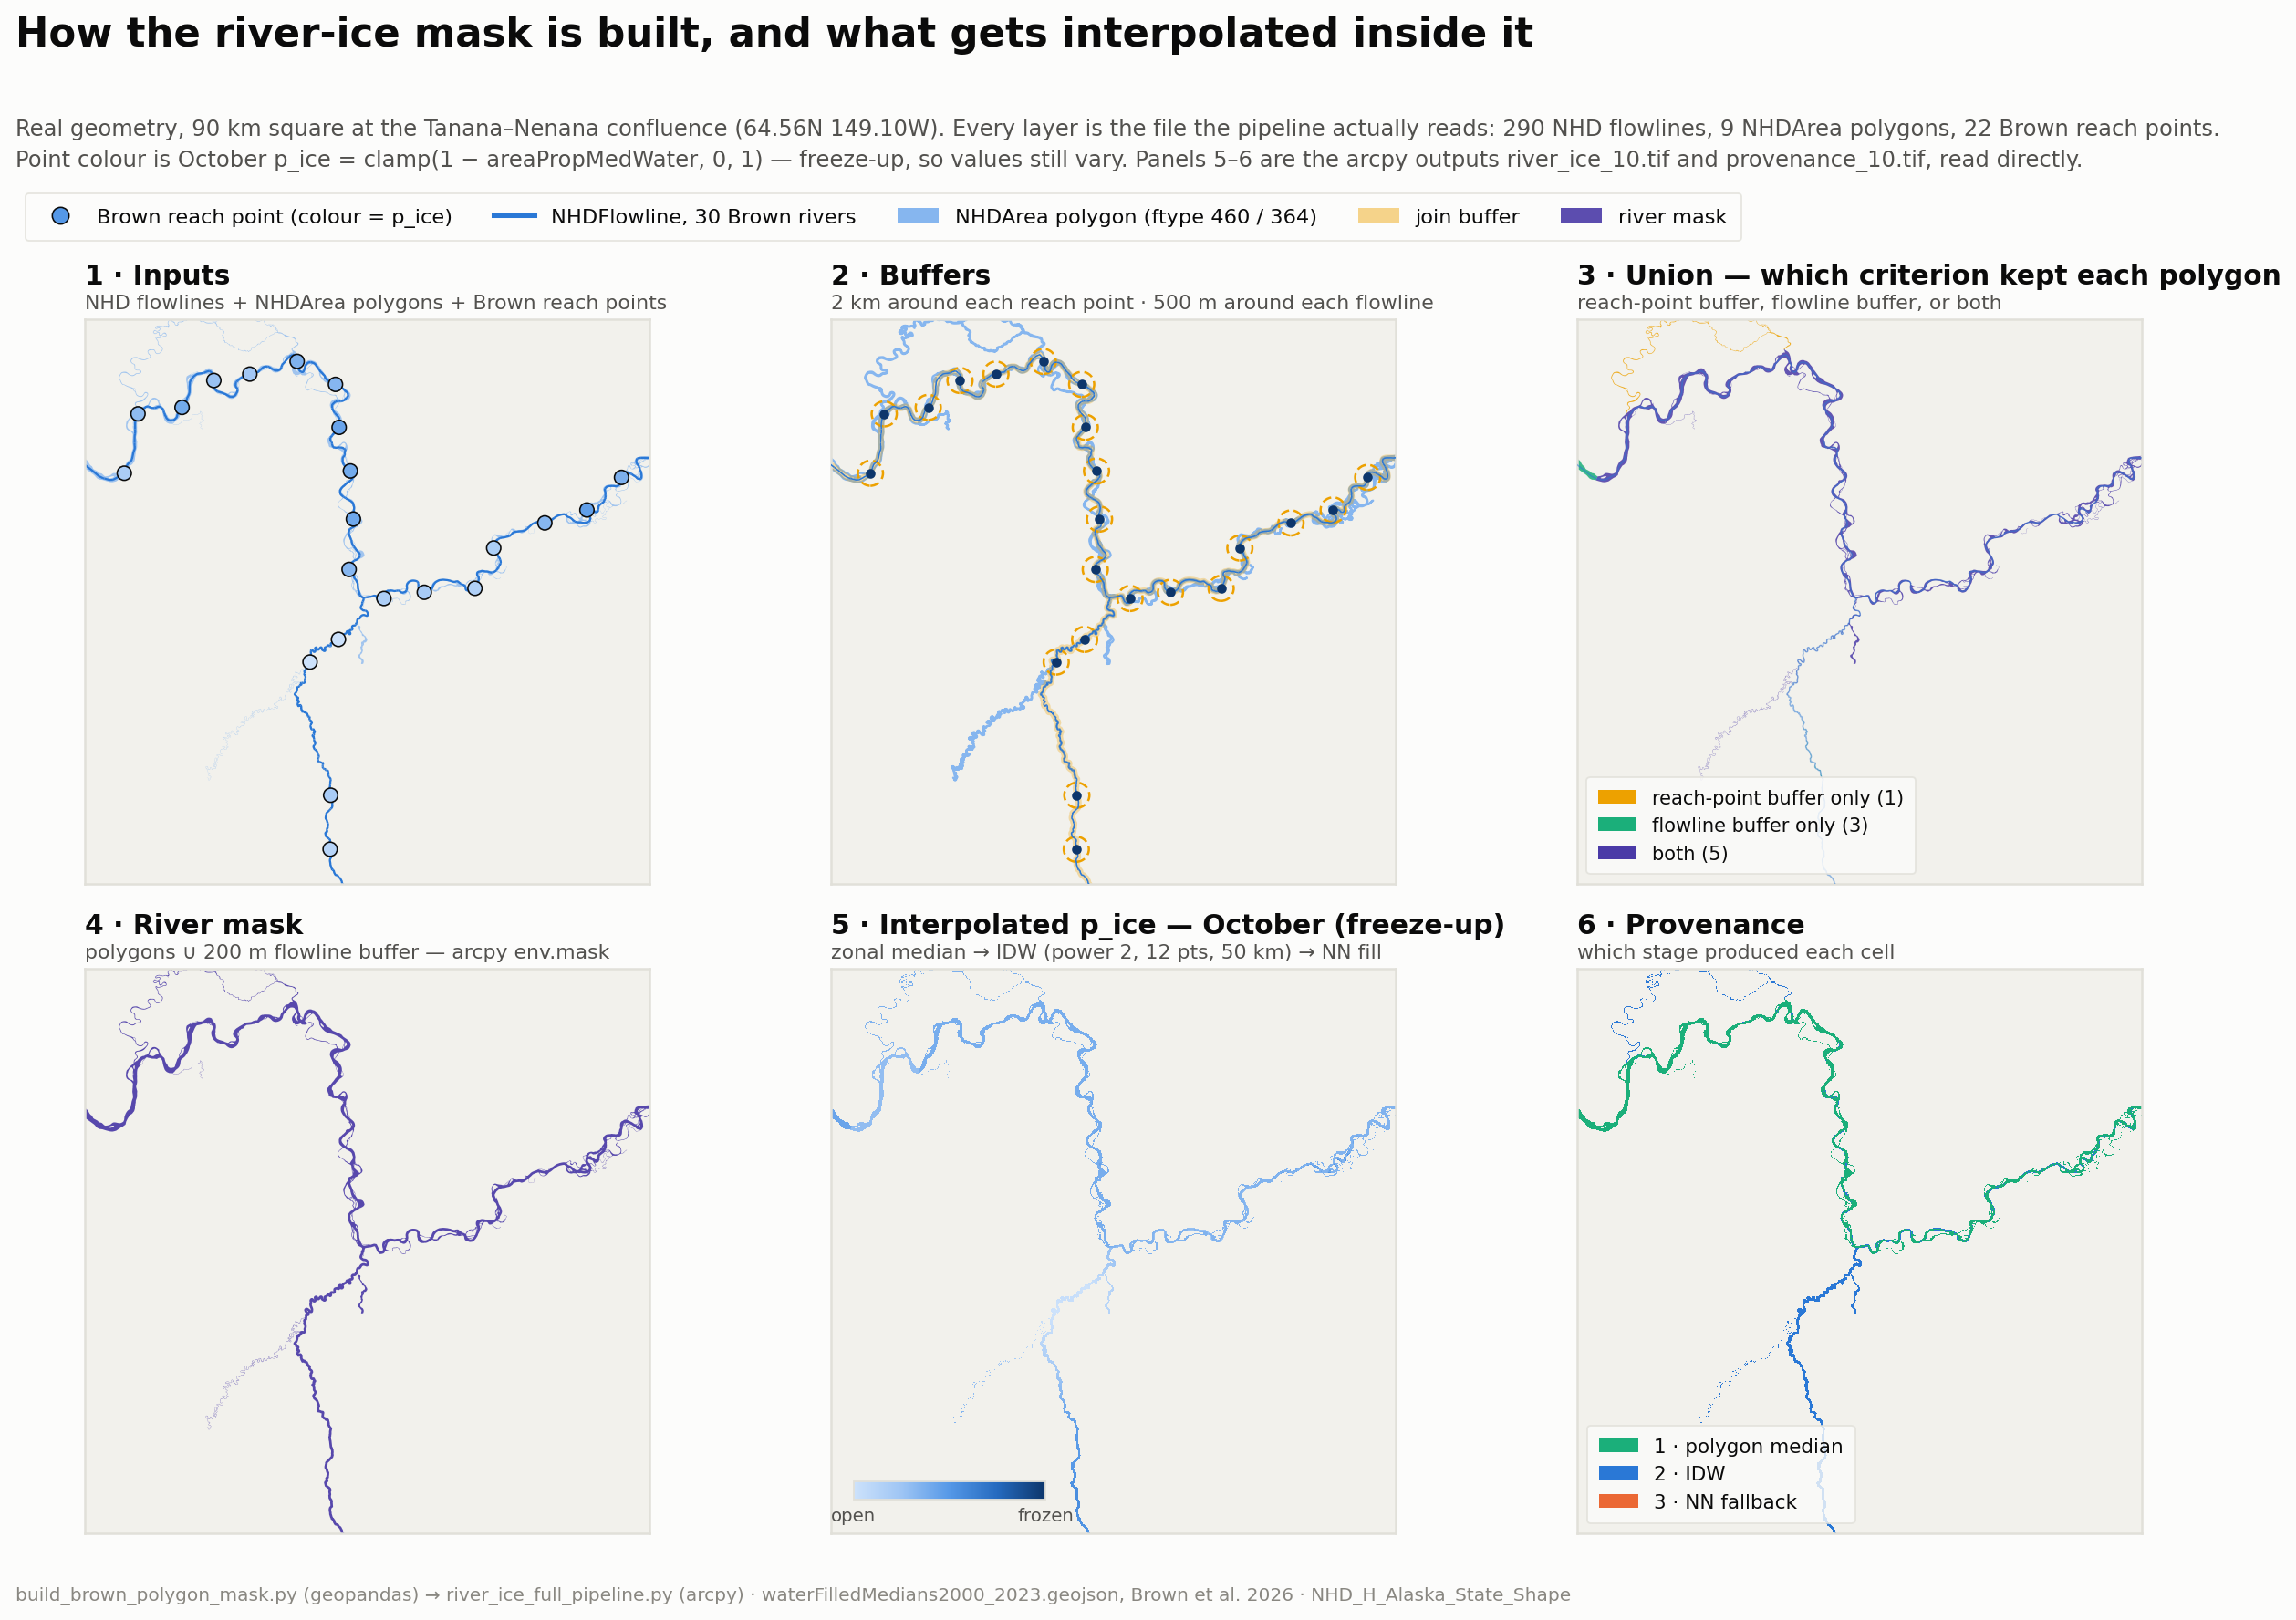 How the river-ice mask is built, and what gets interpolated inside it
Real geometry, 90 km square at the Tanana–Nenana confluence (64.56N 149.10W). Every layer is the file the pipeline actually reads: 290 NHD flowlines, 9 NHDArea polygons, 22 Brown reach points.
Point colour is October p_ice = clamp(1 − areaPropMedWater, 0, 1) — freeze-up, so values still vary. Panels 5–6 are the arcpy outputs river_ice_10.tif and provenance_10.tif, read directly.
Brown reach point (colour = p_ice)
NHDFlowline, 30 Brown rivers
NHDArea polygon (ftype 460 / 364)
join buffer
river mask
1 · Inputs
NHD flowlines + NHDArea polygons + Brown reach points
2 · Buffers
2 km around each reach point · 500 m around each flowline
3 · Union — which criterion kept each polygon
reach-point buffer, flowline buffer, or both
reach-point buffer only (1)
flowline buffer only (3)
both (5)
4 · River mask
polygons ∪ 200 m flowline buffer — arcpy env.mask
5 · Interpolated p_ice — October (freeze-up)
zonal median → IDW (power 2, 12 pts, 50 km) → NN fill
open
frozen
6 · Provenance
which stage produced each cell
1 · polygon median
2 · IDW
3 · NN fallback
build_brown_polygon_mask.py (geopandas) → river_ice_full_pipeline.py (arcpy) · waterFilledMedians2000_2023.geojson, Brown et al. 2026 · NHD_H_Alaska_State_Shape